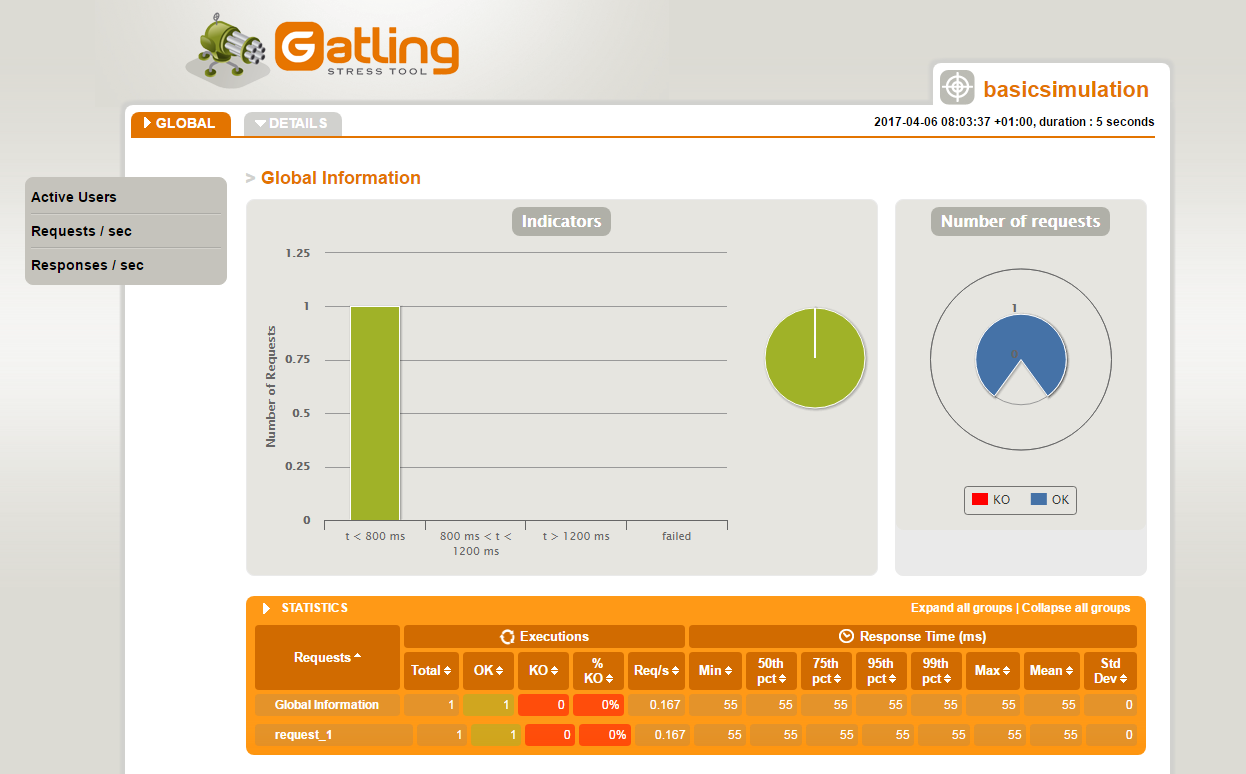 Gatling
STRESS TOOL
basicsimulation
GLOBAL
DETAILS
2017-04-06 08:03:37 +01:00, duration : 5 seconds
Active Users
Requests / sec
Responses / sec
> Global Information
Indicators
Number of Requests
1.25
1
0.75
0.5
0.25
0
t < 800 ms
800 ms < t <
1200 ms
t > 1200 ms
failed
Number of requests
1
0
KO
OK
STATISTICS
Expand all groups | Collapse all groups
Requests
Executions
Response Time (ms)
Total OK KO % KO Req/s Min 50th pct 75th pct 95th pct 99th pct Max Mean Std Dev
Global Information 1 1 0 0% 0.167 55 55 55 55 55 55 55 0
request_1 1 1 0 0% 0.167 55 55 55 55 55 55 55 0